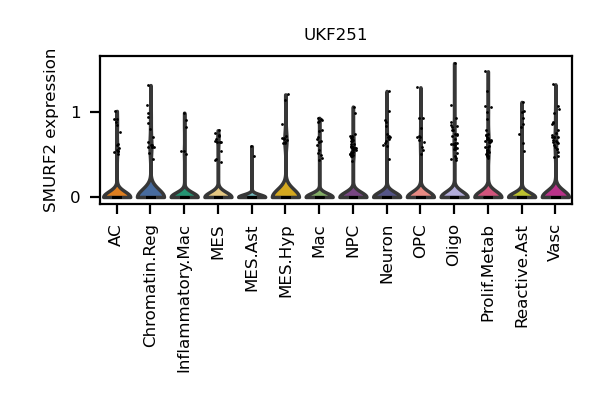 UKF251
SMURF2 expression
1
0
AC
Chromatin.Reg
Inflammatory.Mac
MES
MES.Ast
MES.Hyp
Mac
NPC
Neuron
OPC
Oligo
Prolif.Metab
Reactive.Ast
Vasc